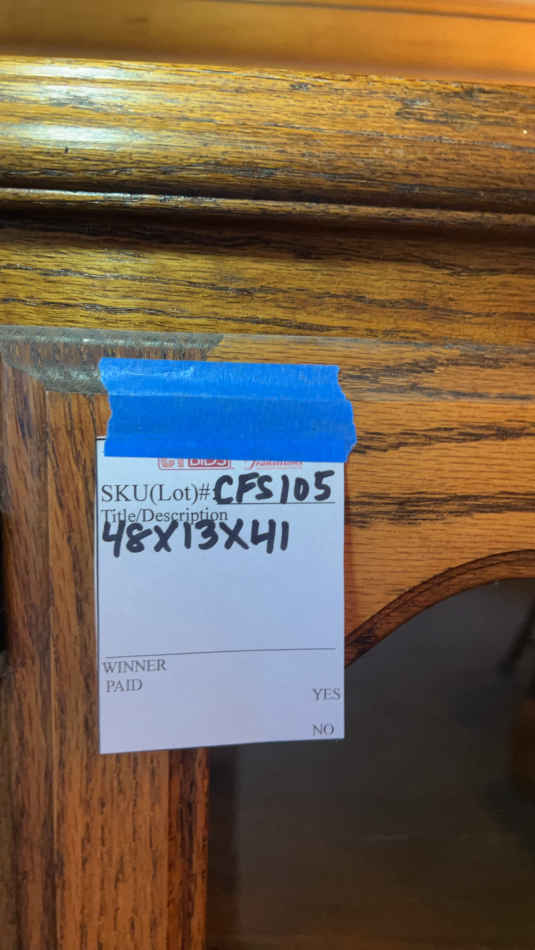 BIDS
SKU(Lot)#: CFS105
Title/Description
48X13X41
WINNER
PAID
YES
NO